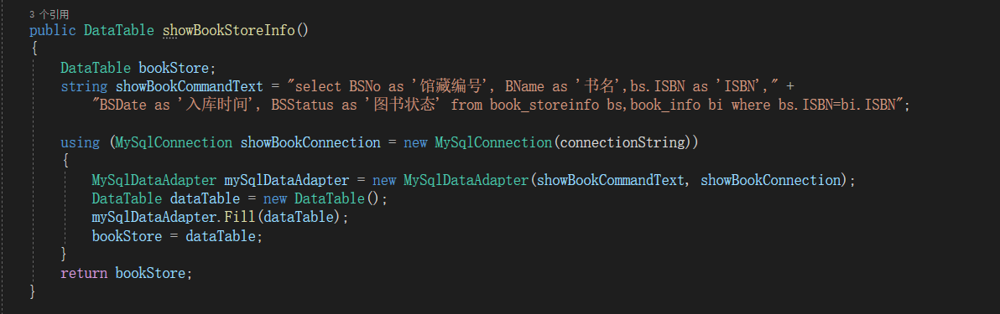 3 个引用
public DataTable showBookStoreInfo()
{
    DataTable bookStore;
    string showBookCommandText = "select BSNo as '馆藏编号', BName as '书名',bs.ISBN as 'ISBN'," +
        "BSDate as '入库时间', BSStatus as '图书状态' from book_storeinfo bs,book_info bi where bs.ISBN=bi.ISBN";
    using (MySqlConnection showBookConnection = new MySqlConnection(connectionString))
    {
        MySqlDataAdapter mySqlDataAdapter = new MySqlDataAdapter(showBookCommandText, showBookConnection);
        DataTable dataTable = new DataTable();
        mySqlDataAdapter.Fill(dataTable);
        bookStore = dataTable;
    }
    return bookStore;
}